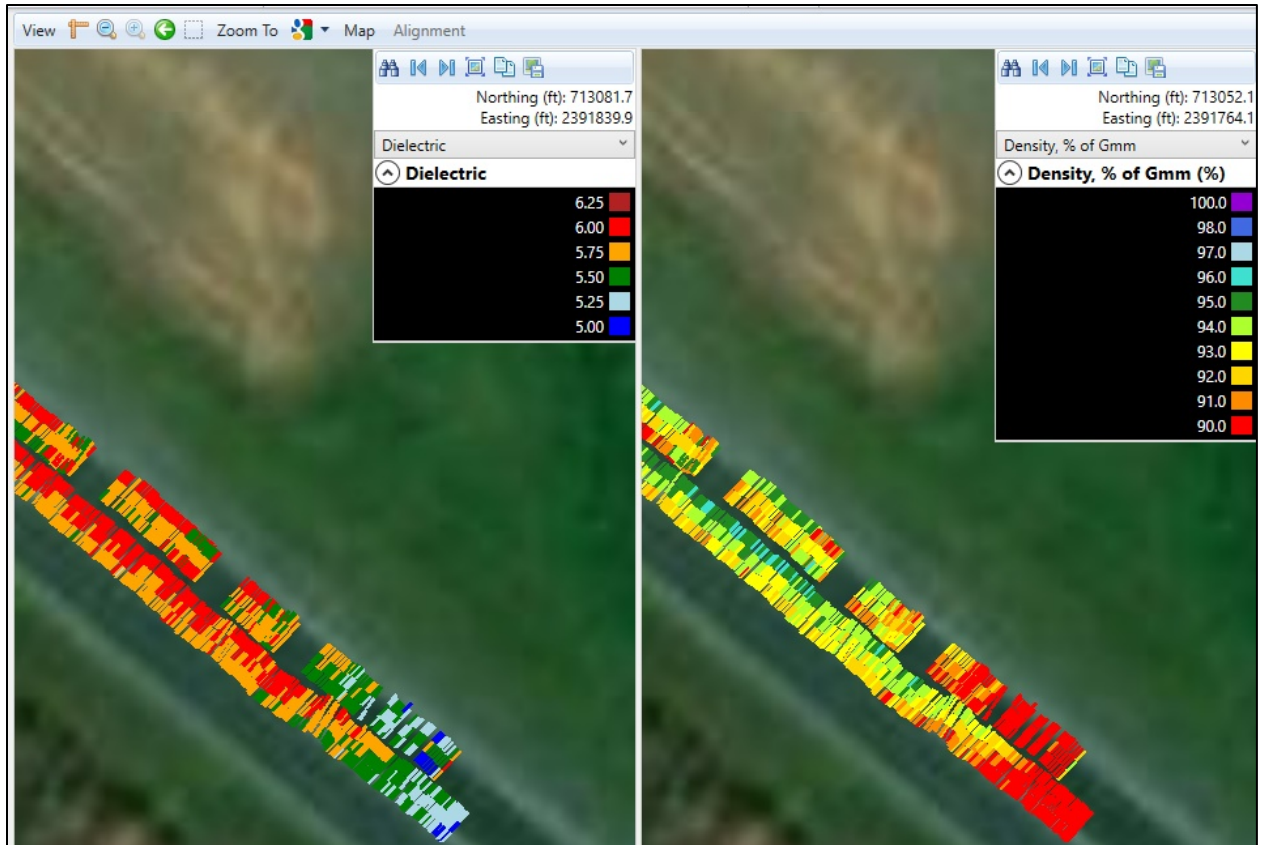 View Zoom To Map Alignment
Northing (ft): 713081.7
Easting (ft): 2391839.9
Dielectric
Dielectric
6.25
6.00
5.75
5.50
5.25
5.00
Northing (ft): 713052.1
Easting (ft): 2391764.1
Density, % of Gmm
Density, % of Gmm (%)
100.0
98.0
97.0
96.0
95.0
94.0
93.0
92.0
91.0
90.0